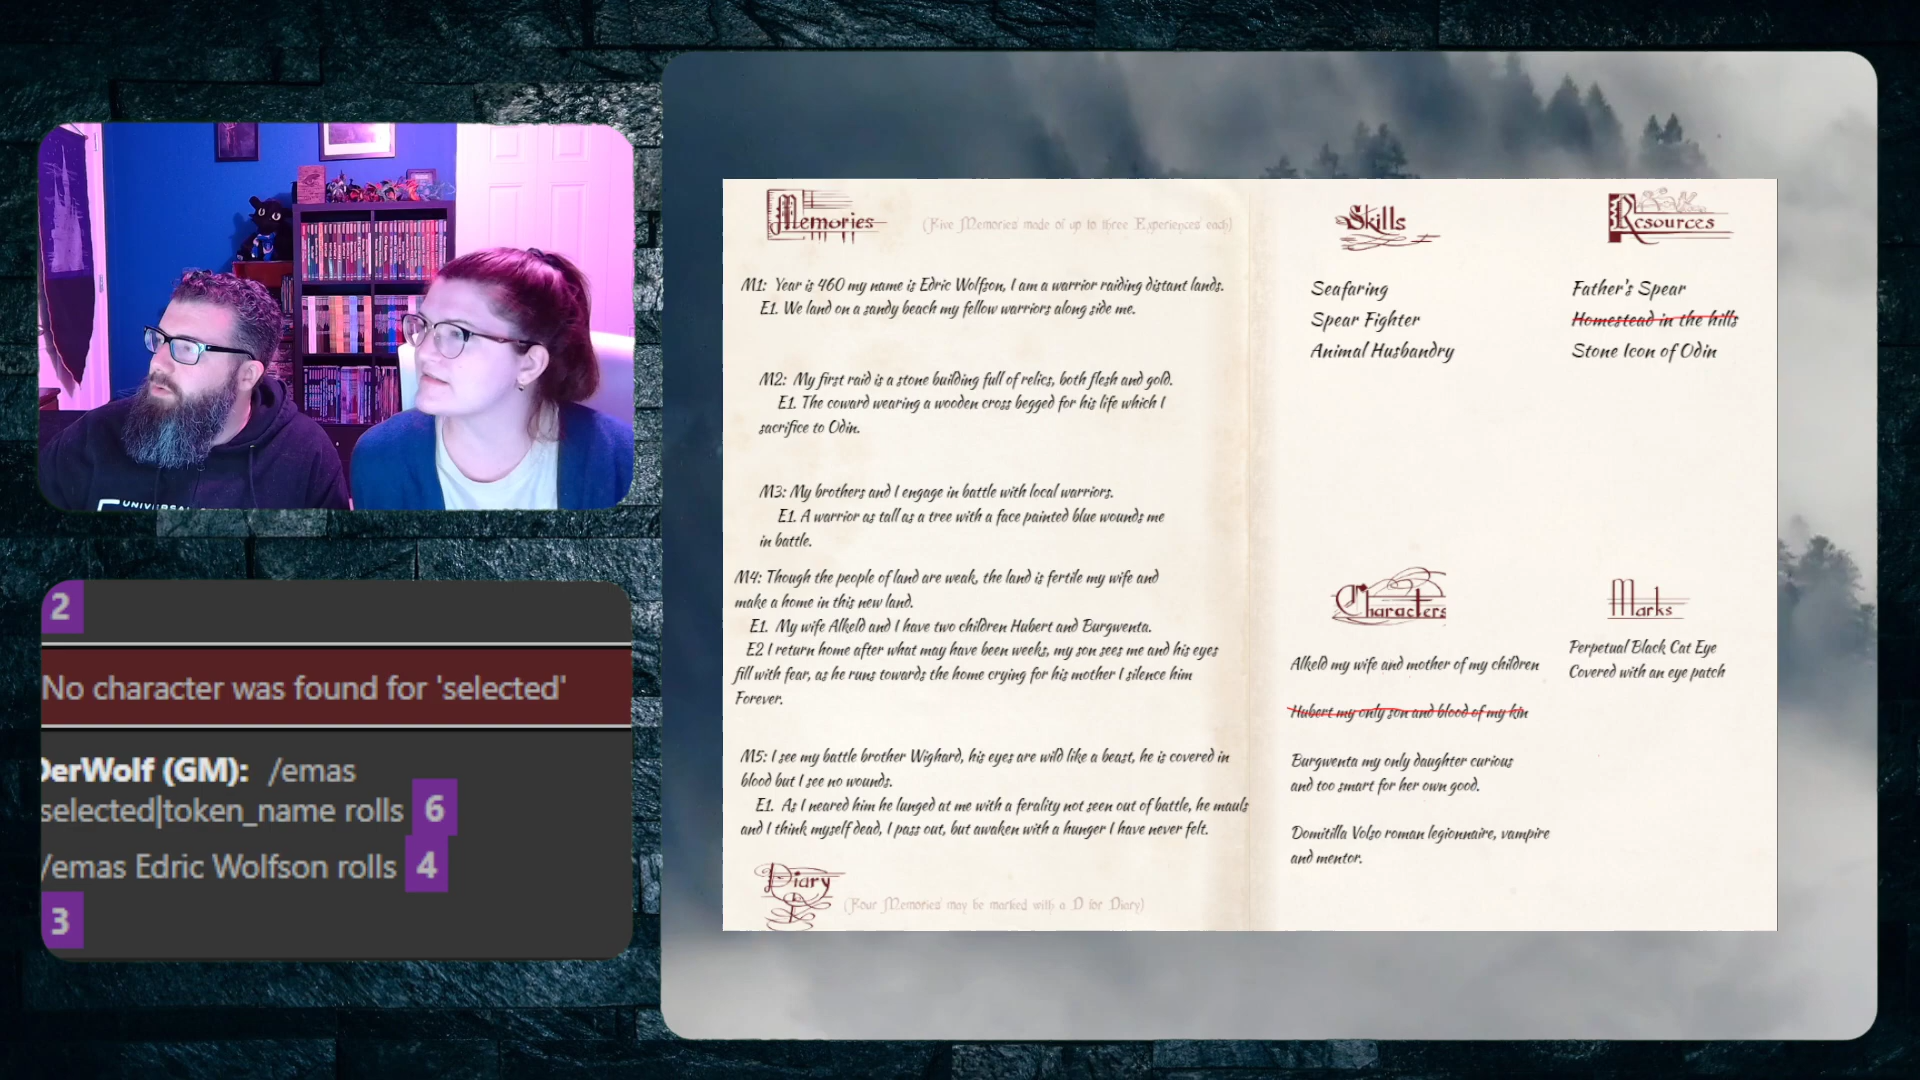 2
No character was found for 'selected'
DerWolf (GM): /emas
selected|token_name rolls 6
/emas Edric Wolfson rolls 4
3
Memories
(Five Memories made of up to three Experiences each)
M1: Year is 460 my name is Edric Wolfson, I am a warrior raiding distant lands.
E1. We land on a sandy beach my fellow warriors along side me.
M2: My first raid is a stone building full of relics, both flesh and gold.
E1. The coward wearing a wooden cross begged for his life which I
sacrifice to Odin.
M3: My brothers and I engage in battle with local warriors.
E1. A warrior as tall as a tree with a face painted blue wounds me
in battle.
M4: Though the people of land are weak, the land is fertile my wife and
make a home in this new land.
E1. My wife Alkeld and I have two children Hubert and Burgwenta.
E2 I return home after what may have been weeks, my son sees me and his eyes
fill with fear, as he runs towards the home crying for his mother I silence him
Forever.
M5: I see my battle brother Wighard, his eyes are wild like a beast, he is covered in
blood but I see no wounds.
E1. As I neared him he lunged at me with a ferality not seen out of battle, he mauls
and I think myself dead, I pass out, but awaken with a hunger I have never felt.
Diary
(Four Memories may be marked with a D for Diary)
Skills
Seafaring
Spear Fighter
Animal Husbandry
Resources
Father's Spear
Homestead in the hills
Stone Icon of Odin
Characters
Alkeld my wife and mother of my children
Hubert my only son and blood of my kin
Burgwenta my only daughter curious
and too smart for her own good.
Domitilla Volso roman legionnaire, vampire
and mentor.
Marks
Perpetual Black Cat Eye
Covered with an eye patch